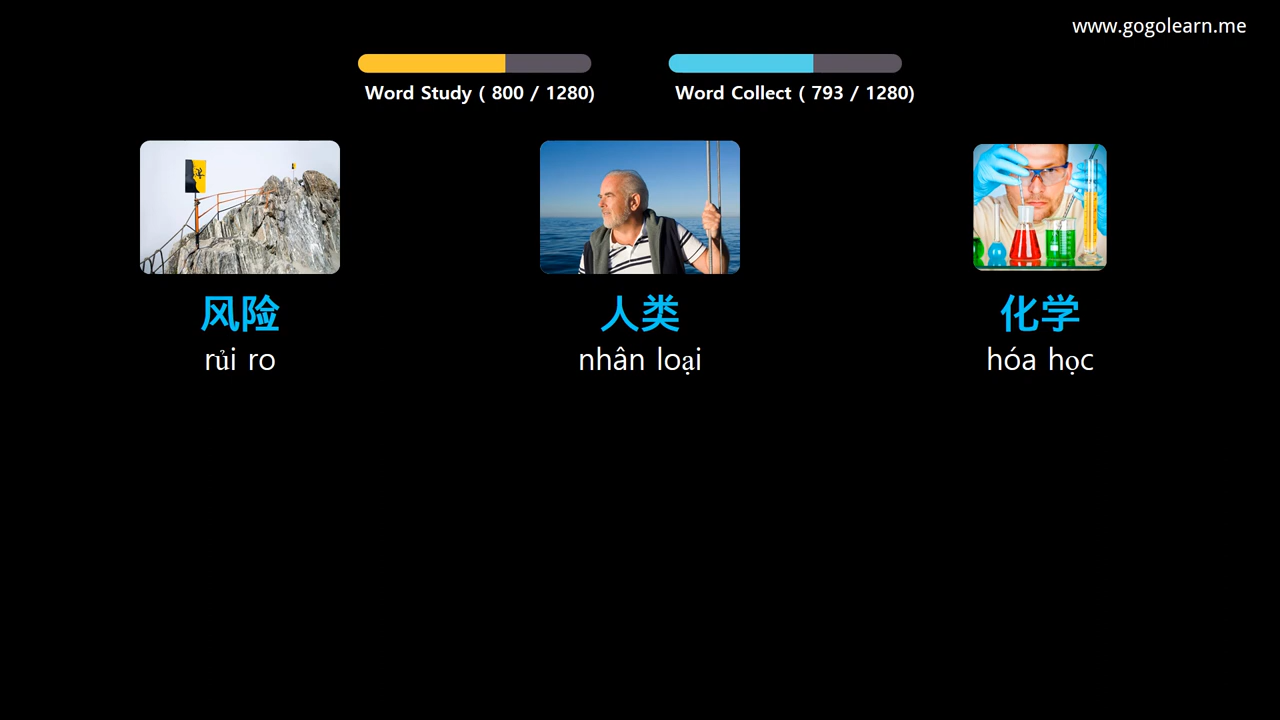 www.gogolearn.me
Word Study ( 800 / 1280)
Word Collect ( 793 / 1280)
风险
人类
化学
rủi ro
nhân loại
hóa học